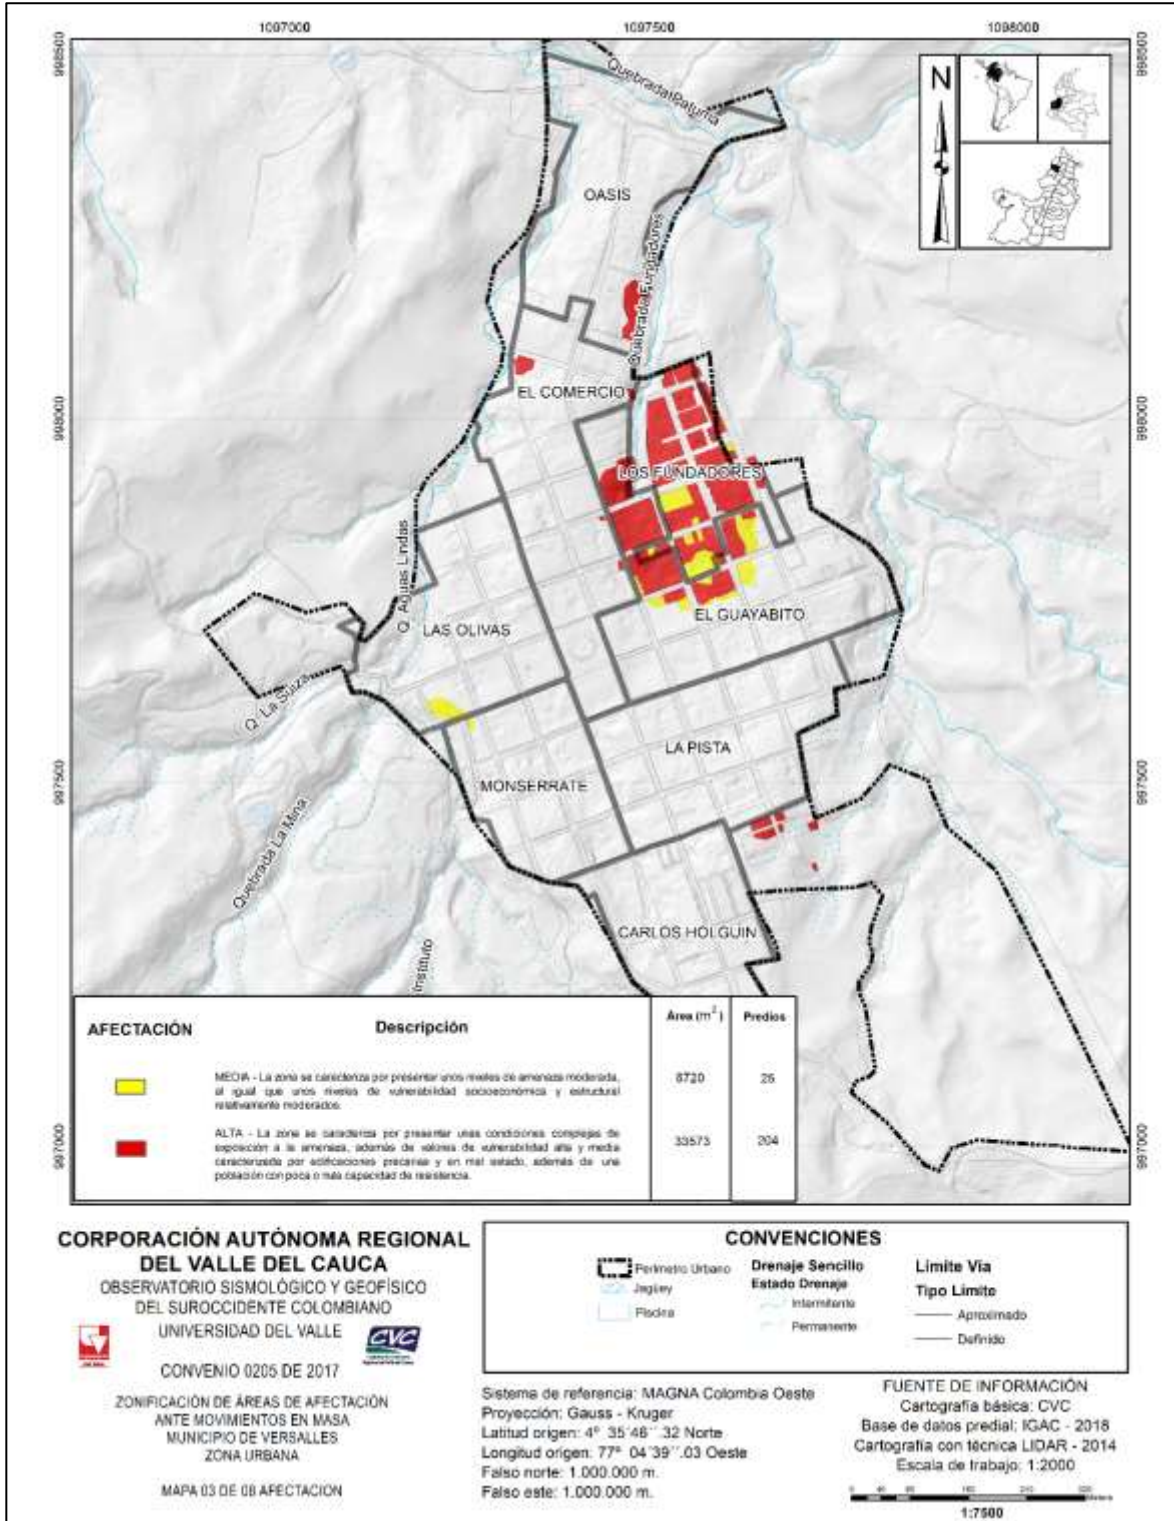 1097000 1097500 1098000
998500 998500
Quebrada Paluma
N
OASIS
Quebrada Fundadores
EL COMERCIO
998000 998000
LOS FUNDADORES
Q. Aguas Lindas
LAS OLIVAS
EL GUAYABITO
Q. La Suiza
LA PISTA
MONSERRATE
997500 997500
Quebrada La Mina
CARLOS HOLGUIN
Instituto
AFECTACIÓN Descripción Área (m²) Predios
MEDIA - La zona se caracteriza por presentar unos niveles de amenaza moderada,
al igual que unos niveles de vulnerabilidad socioeconómica y estructural
relativamente moderados.
8720 25
ALTA - La zona se caracteriza por presentar unas condiciones complejas de
exposición a la amenaza, además de valores de vulnerabilidad alta y media
caracterizada por edificaciones precarias y en mal estado, además de una
población con poca o nula capacidad de resistencia.
33573 204
997000 997000
CORPORACIÓN AUTÓNOMA REGIONAL
DEL VALLE DEL CAUCA
OBSERVATORIO SISMOLÓGICO Y GEOFÍSICO
DEL SUROCCIDENTE COLOMBIANO
UNIVERSIDAD DEL VALLE
CVC
CONVENIO 0205 DE 2017
ZONIFICACIÓN DE ÁREAS DE AFECTACIÓN
ANTE MOVIMIENTOS EN MASA
MUNICIPIO DE VERSALLES
ZONA URBANA
MAPA 03 DE 08 AFECTACION
CONVENCIONES
Perímetro Urbano
Jagüey
Piscina
Drenaje Sencillo
Estado Drenaje
Intermitente
Permanente
Limite Via
Tipo Limite
Aproximado
Definido
Sistema de referencia: MAGNA Colombia Oeste
Proyección: Gauss - Kruger
Latitud origen: 4º 35´46´´.32 Norte
Longitud origen: 77º 04´39´´.03 Oeste
Falso norte: 1.000.000 m.
Falso este: 1.000.000 m.
FUENTE DE INFORMACIÓN
Cartografía básica: CVC
Base de datos predial: IGAC - 2018
Cartografía con técnica LIDAR - 2014
Escala de trabajo: 1:2000
1:7500